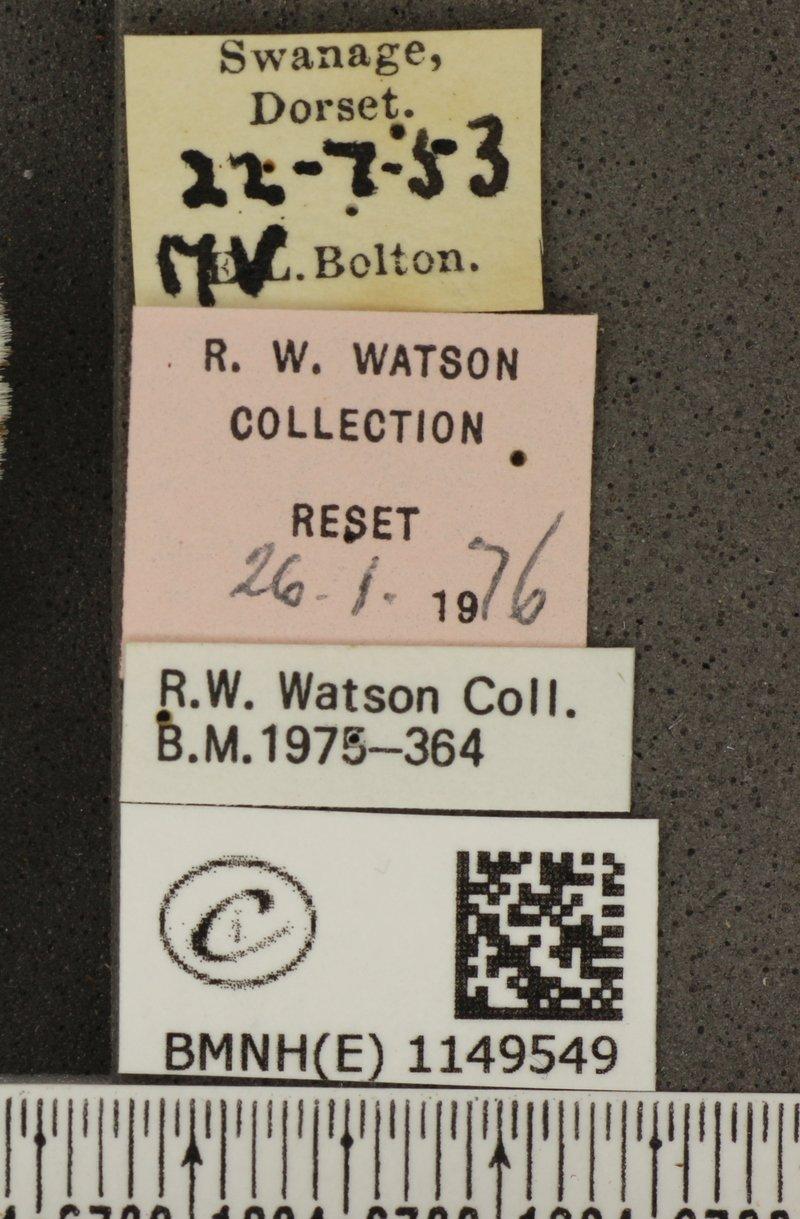 Swanage,
Dorset.
22-7-53
MV E.L. Bolton.
R. W. WATSON
COLLECTION
RESET
26.1. 1976
R.W. Watson Coll.
B.M.1975–364
C
BMNH(E) 1149549